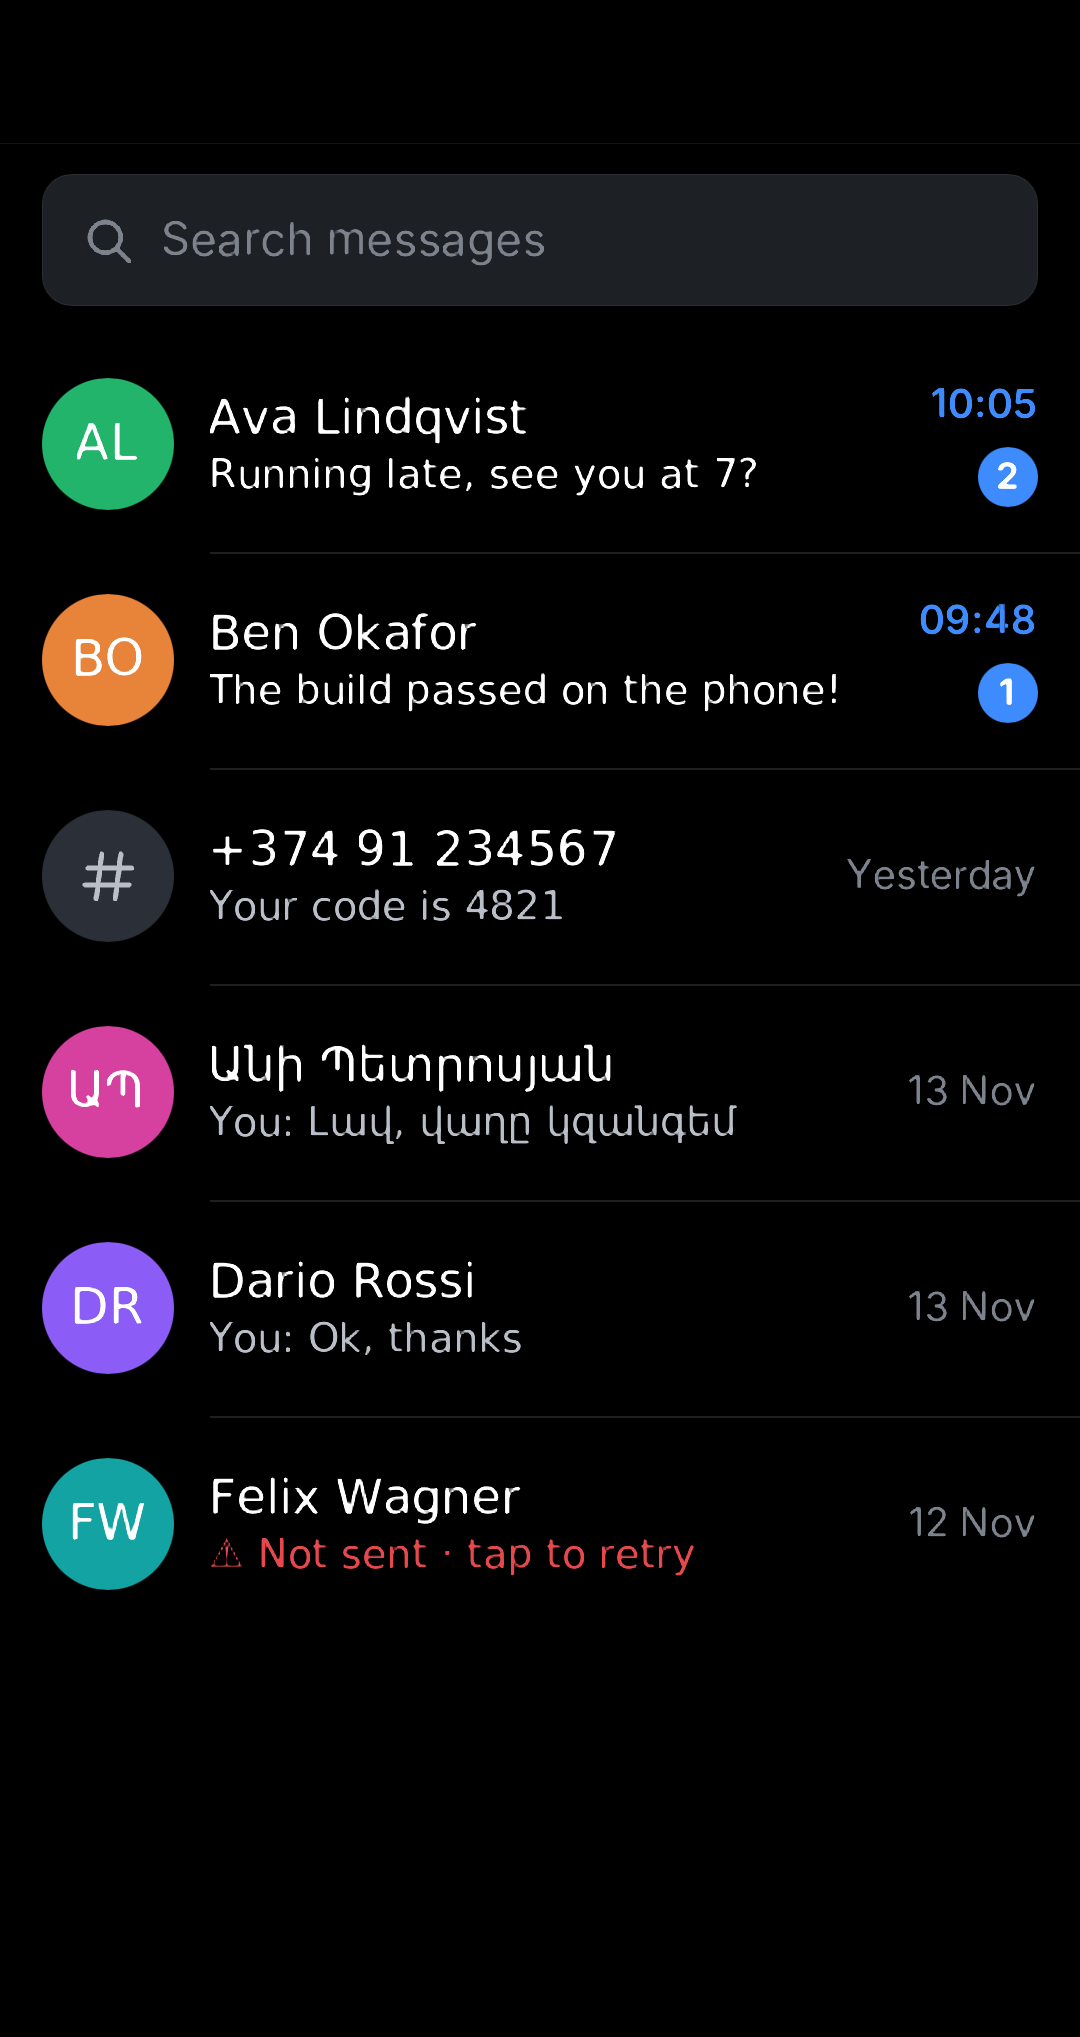 Search messages
AL
Ava Lindqvist
10:05
Running late, see you at 7?
2
BO
Ben Okafor
09:48
The build passed on the phone!
1
#
+374 91 234567
Yesterday
Your code is 4821
ԱՊ
Անի Պետրոսյան
13 Nov
You: Լավ, վաղը կզանգեմ
DR
Dario Rossi
13 Nov
You: Ok, thanks
FW
Felix Wagner
12 Nov
⚠ Not sent · tap to retry